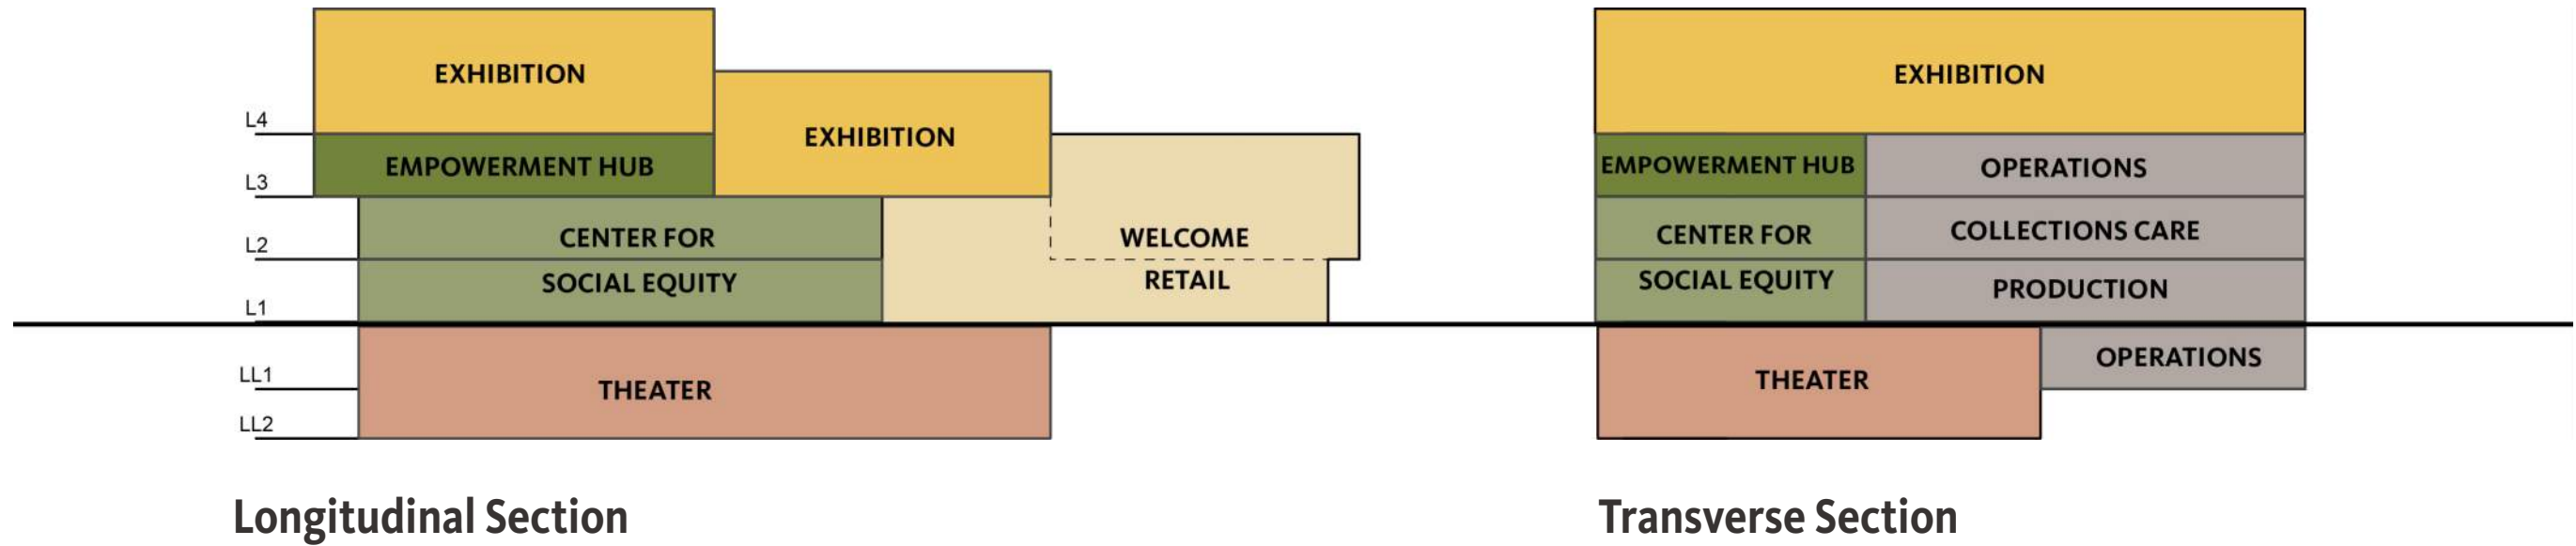 EXHIBITION
EXHIBITION
L4
EMPOWERMENT HUB
L3
CENTER FOR
SOCIAL EQUITY
WELCOME
RETAIL
L2
L1
LL1
THEATER
LL2
Longitudinal Section
EXHIBITION
EMPOWERMENT HUB
OPERATIONS
CENTER FOR
SOCIAL EQUITY
COLLECTIONS CARE
PRODUCTION
THEATER
OPERATIONS
Transverse Section